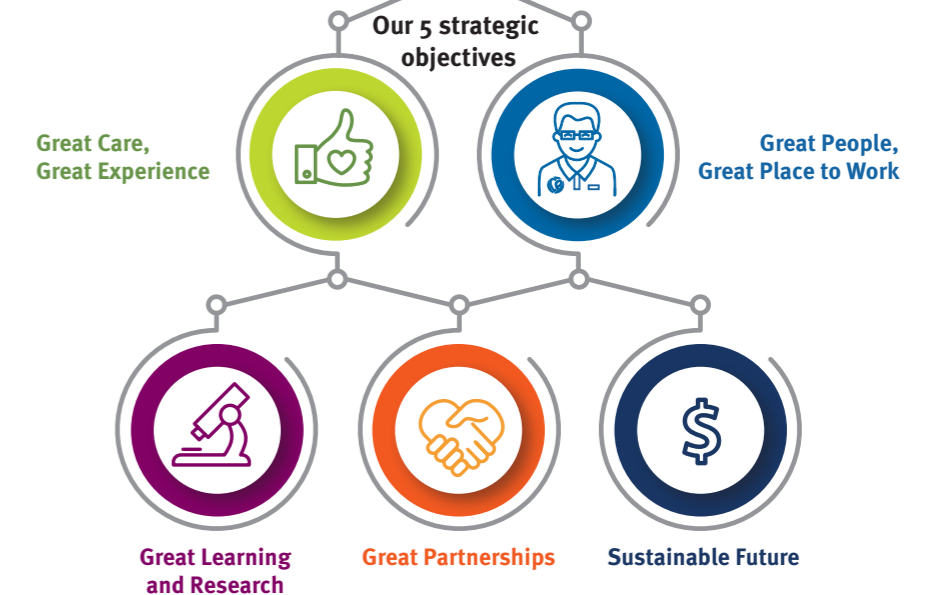 Our 5 strategic
objectives
Great Care,
Great Experience
Great People,
Great Place to Work
$
Great Learning
and Research
Great Partnerships
Sustainable Future